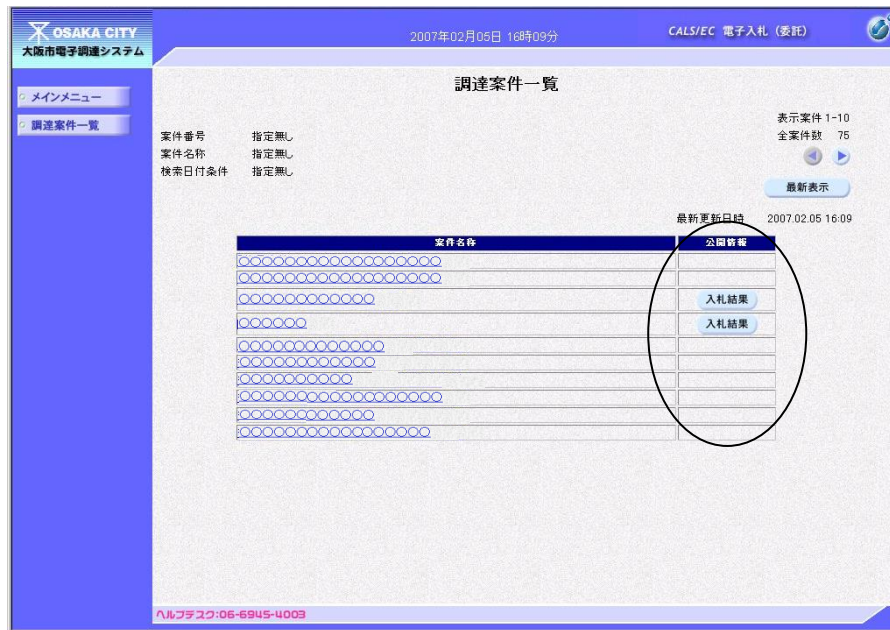 OSAKA CITY
大阪市電子調達システム
2007年02月05日 16時09分
CALS/EC 電子入札（委託）
メインメニュー
調達案件一覧
調達案件一覧
表示案件 1-10
全案件数 75
案件番号 指定無し
案件名称 指定無し
検索日付条件 指定無し
最新表示
最新更新日時 2007.02.05 16:09
案件名称 公開情報
○○○○○○○○○○○○○○○○○○
○○○○○○○○○○○○○○○○○○
○○○○○○○○○○○○ 入札結果
○○○○○○ 入札結果
○○○○○○○○○○○○○
○○○○○○○○○○○○
○○○○○○○○○○
○○○○○○○○○○○○○○○○○○
○○○○○○○○○○○○
○○○○○○○○○○○○○○○○○
ヘルプデスク:06-6945-4003